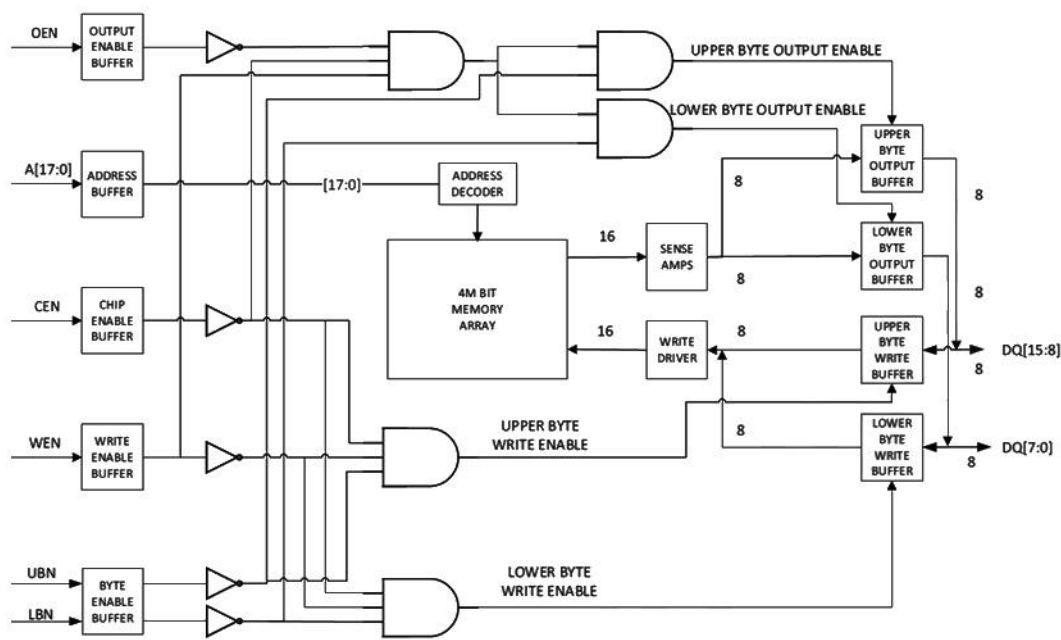 OEN
OUTPUT
ENABLE
BUFFER
UPPER BYTE OUTPUT ENABLE
LOWER BYTE OUTPUT ENABLE
UPPER
BYTE
OUTPUT
BUFFER
A[17:0]
ADDRESS
BUFFER
[17:0]
ADDRESS
DECODER
8
8
16
SENSE
AMPS
8
LOWER
BYTE
OUTPUT
BUFFER
8
CEN
CHIP
ENABLE
BUFFER
4M BIT
MEMORY
ARRAY
16
WRITE
DRIVER
8
UPPER
BYTE
WRITE
BUFFER
8
DQ[15:8]
WEN
WRITE
ENABLE
BUFFER
UPPER BYTE
WRITE ENABLE
8
LOWER
BYTE
WRITE
BUFFER
8
DQ[7:0]
UBN
LBN
BYTE
ENABLE
BUFFER
LOWER BYTE
WRITE ENABLE